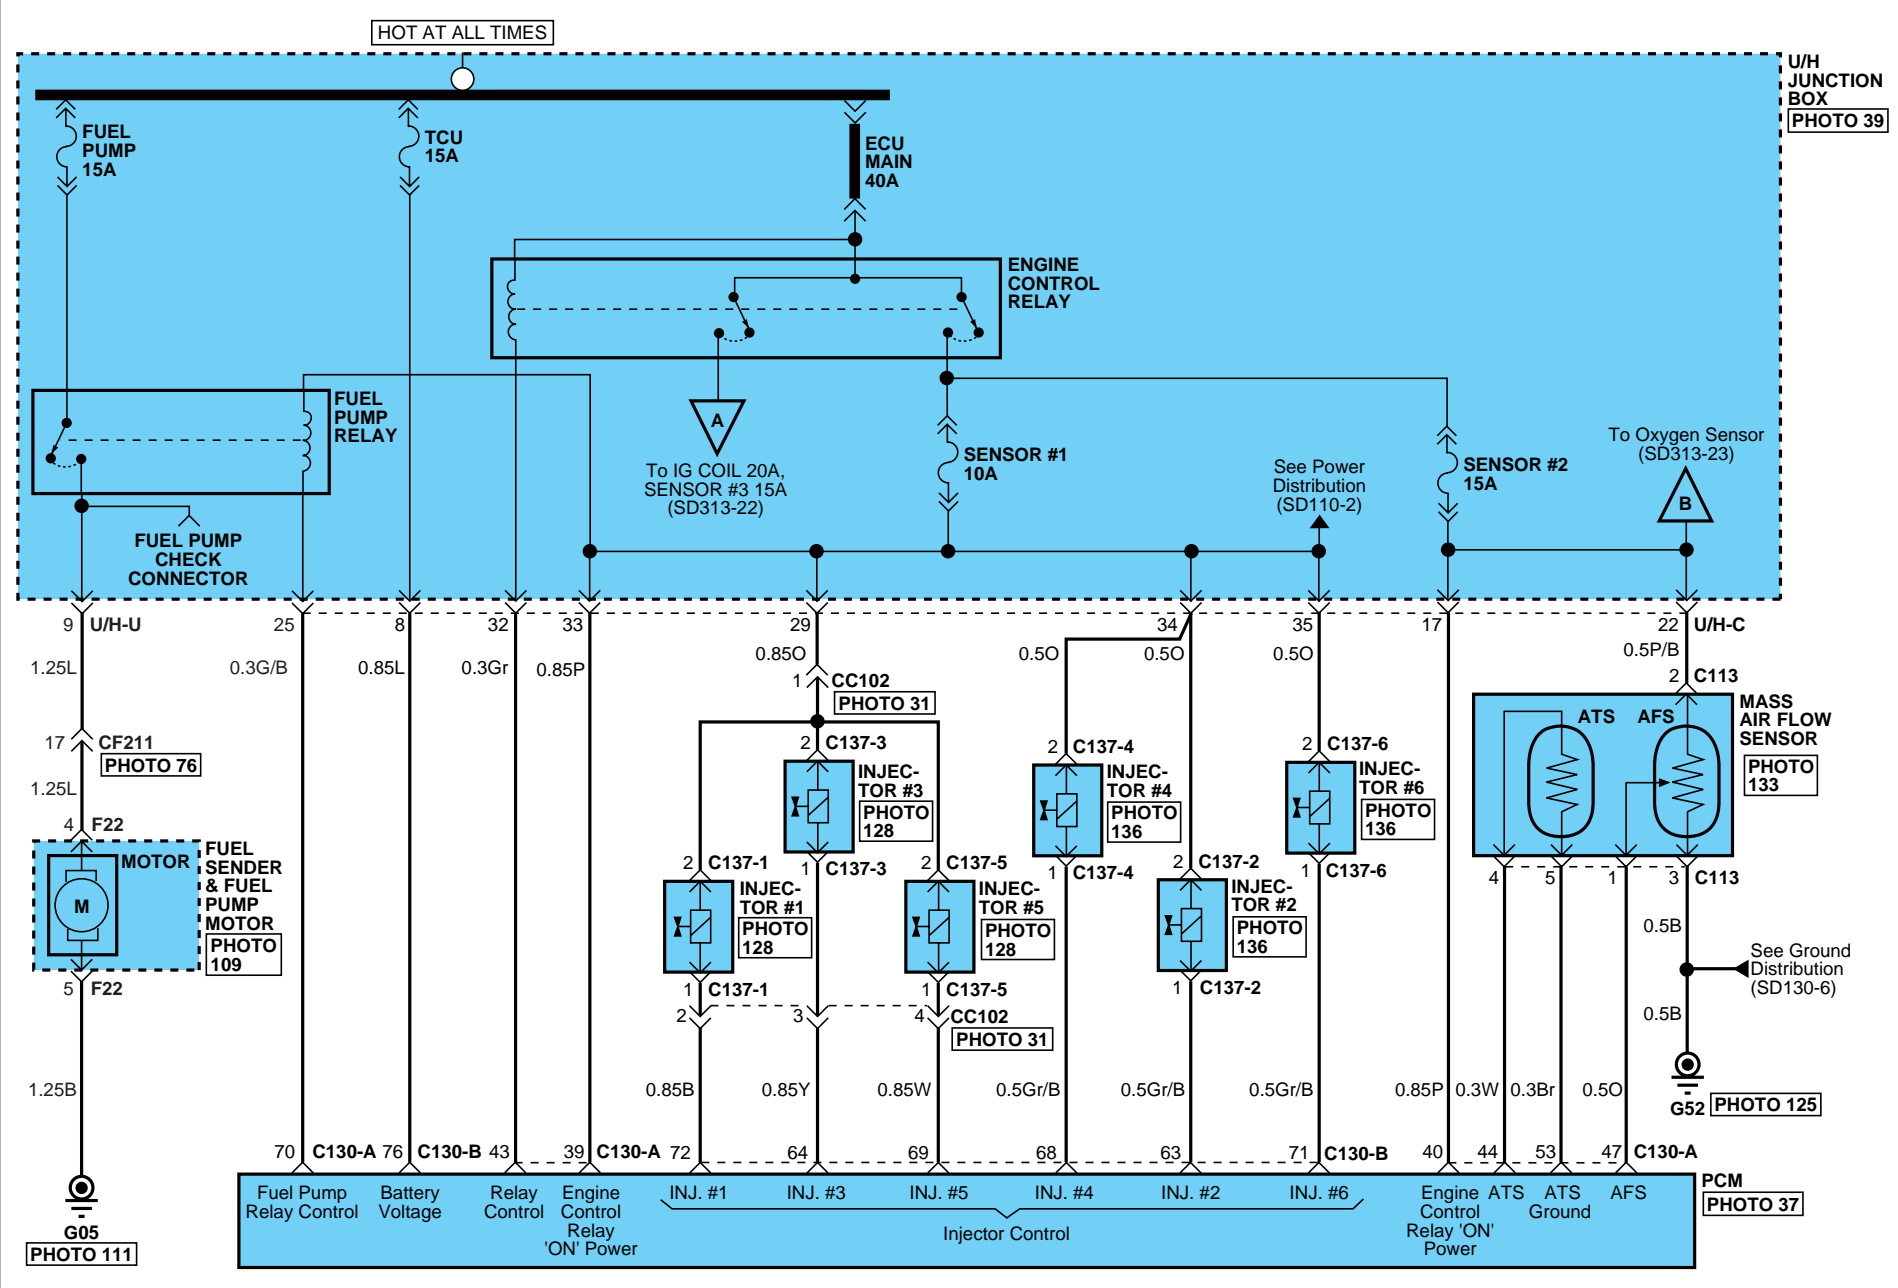 HOT AT ALL TIMES
U/H
JUNCTION
BOX
PHOTO 39
FUEL
PUMP
15A
TCU
15A
ECU
MAIN
40A
ENGINE
CONTROL
RELAY
FUEL
PUMP
RELAY
A
To IG COIL 20A,
SENSOR #3 15A
(SD313-22)
SENSOR #1
10A
See Power
Distribution
(SD110-2)
SENSOR #2
15A
To Oxygen Sensor
(SD313-23)
B
FUEL PUMP
CHECK
CONNECTOR
9 U/H-U 25 8 32 33 29 34 35 17 22 U/H-C
1.25L 0.3G/B 0.85L 0.3Gr 0.85P 0.85O 0.5O 0.5O 0.5O 0.5P/B
1 CC102
PHOTO 31
2 C113
17 CF211
PHOTO 76
1.25L
2 C137-3
2 C137-4
2 C137-6
INJEC-
TOR #3
PHOTO
128
INJEC-
TOR #4
PHOTO
136
INJEC-
TOR #6
PHOTO
136
ATS AFS
MASS
AIR FLOW
SENSOR
PHOTO
133
4 F22
MOTOR
M
FUEL
SENDER
& FUEL
PUMP
MOTOR
PHOTO
109
5 F22
2 C137-1
1 C137-3
2 C137-5
1 C137-4
2 C137-2
1 C137-6
4 5 1 3 C113
INJEC-
TOR #1
PHOTO
128
INJEC-
TOR #5
PHOTO
128
INJEC-
TOR #2
PHOTO
136
0.5B
See Ground
Distribution
(SD130-6)
0.5B
1 C137-1
1 C137-5
1 C137-2
2 3 4 CC102
PHOTO 31
1.25B 0.85B 0.85Y 0.85W 0.5Gr/B 0.5Gr/B 0.5Gr/B 0.85P 0.3W 0.3Br 0.5O
G52 PHOTO 125
70 C130-A 76 C130-B 43 39 C130-A 72 64 69 68 63 71 C130-B 40 44 53 47 C130-A
G05
PHOTO 111
Fuel Pump
Relay Control
Battery
Voltage
Relay
Control
Engine
Control
Relay
'ON' Power
INJ. #1 INJ. #3 INJ. #5 INJ. #4 INJ. #2 INJ. #6
Injector Control
Engine
Control
Relay 'ON'
Power
ATS
ATS
Ground
AFS
PCM
PHOTO 37